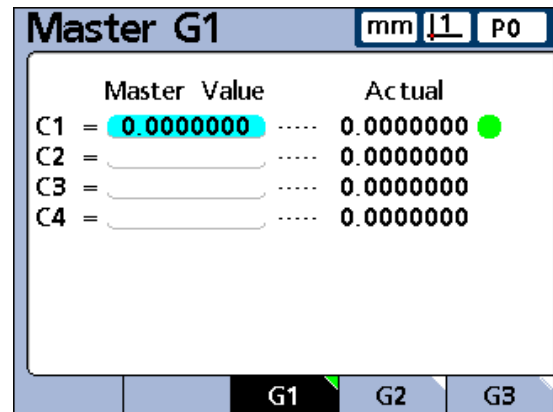 Master G1 mm 1 P0
Master Value Actual
C1 = 0.0000000 ..... 0.0000000
C2 = ..... 0.0000000
C3 = ..... 0.0000000
C4 = ..... 0.0000000
G1 G2 G3